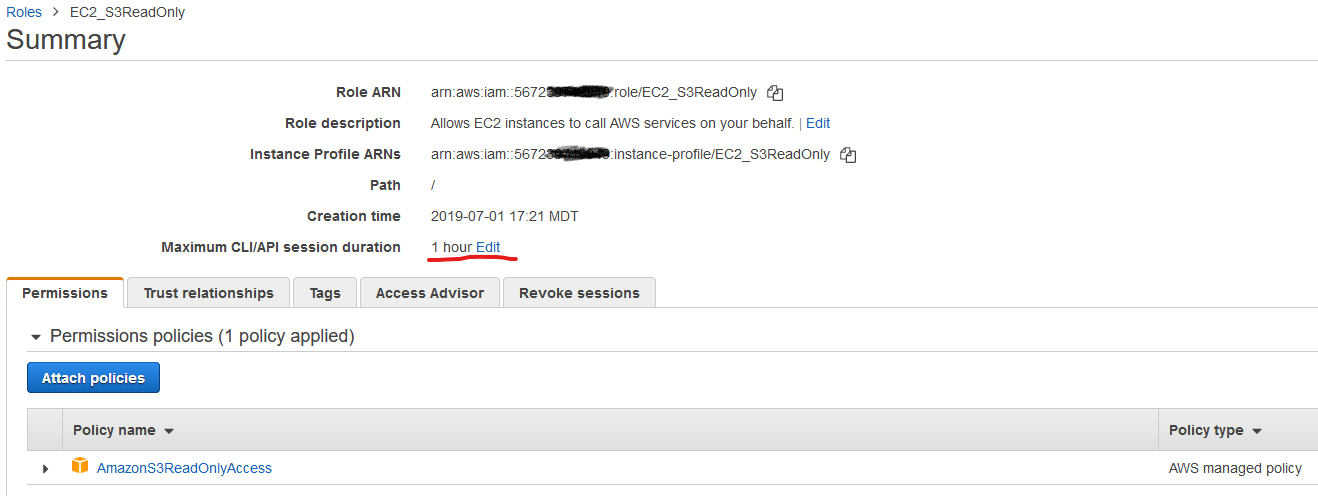 Roles > EC2_S3ReadOnly
Summary
Role ARN arn:aws:iam::5672 :role/EC2_S3ReadOnly
Role description Allows EC2 instances to call AWS services on your behalf. | Edit
Instance Profile ARNs arn:aws:iam::5672 :instance-profile/EC2_S3ReadOnly
Path /
Creation time 2019-07-01 17:21 MDT
Maximum CLI/API session duration 1 hour Edit
Permissions Trust relationships Tags Access Advisor Revoke sessions
Permissions policies (1 policy applied)
Attach policies
Policy name Policy type
AmazonS3ReadOnlyAccess AWS managed policy